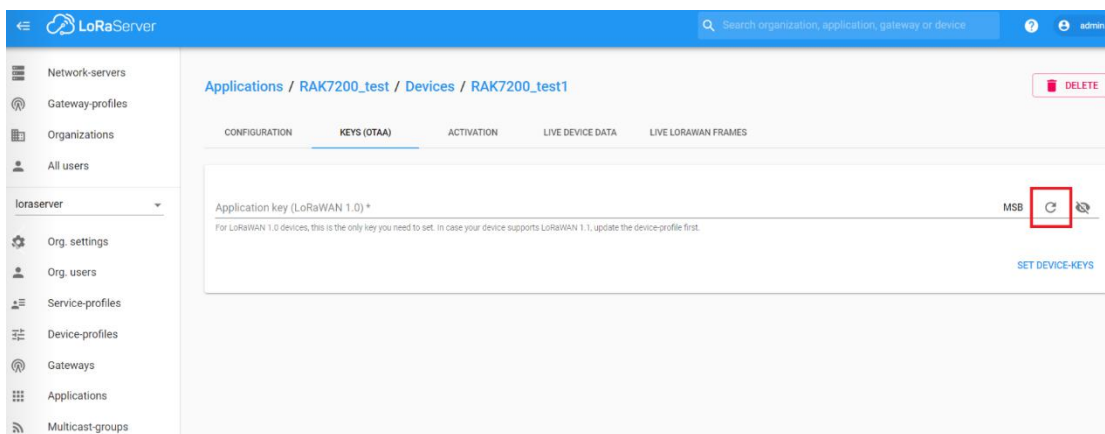 LoRaServer
Search organization, application, gateway or device
?
admin
Network-servers
Gateway-profiles
Organizations
All users
loraserver
Org. settings
Org. users
Service-profiles
Device-profiles
Gateways
Applications
Multicast-groups
Applications / RAK7200_test / Devices / RAK7200_test1
DELETE
CONFIGURATION KEYS (OTAA) ACTIVATION LIVE DEVICE DATA LIVE LORAWAN FRAMES
Application key (LoRaWAN 1.0) * MSB
For LoRaWAN 1.0 devices, this is the only key you need to set. In case your device supports LoRaWAN 1.1, update the device-profile first.
SET DEVICE-KEYS